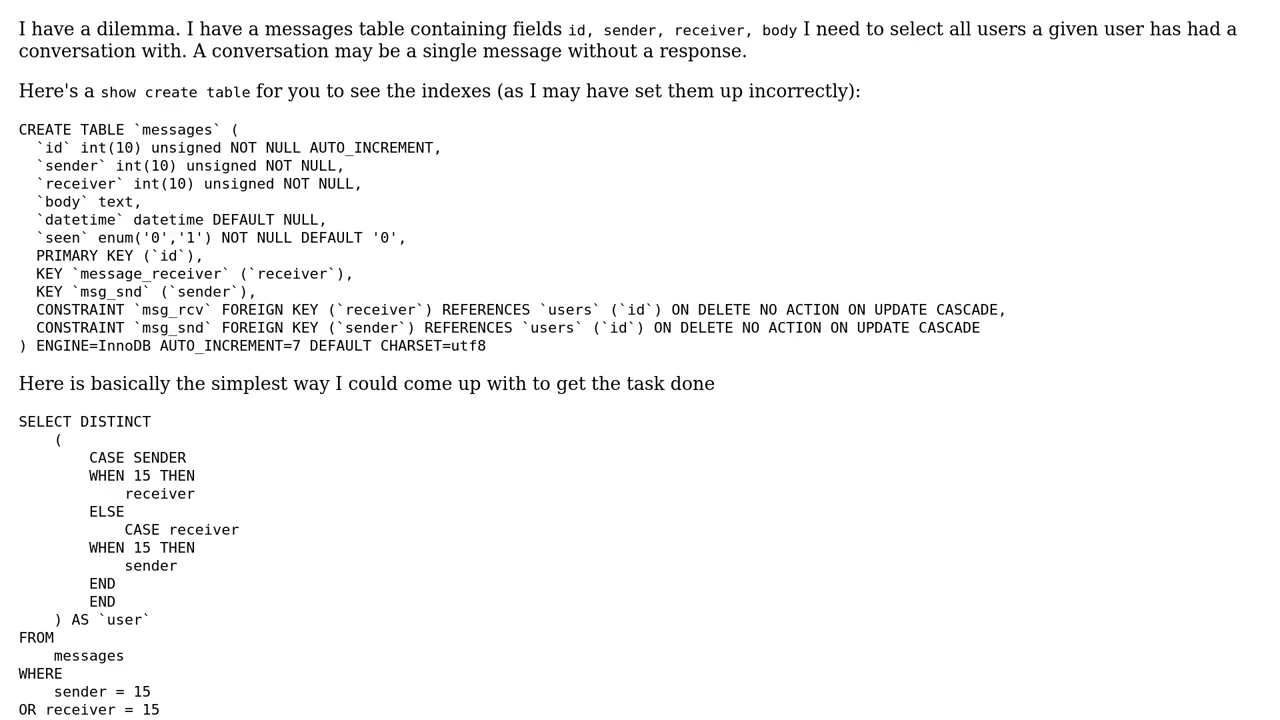 I have a dilemma. I have a messages table containing fields id, sender, receiver, body I need to select all users a given user has had a
conversation with. A conversation may be a single message without a response.
Here's a show create table for you to see the indexes (as I may have set them up incorrectly):
CREATE TABLE `messages` (
  `id` int(10) unsigned NOT NULL AUTO_INCREMENT,
  `sender` int(10) unsigned NOT NULL,
  `receiver` int(10) unsigned NOT NULL,
  `body` text,
  `datetime` datetime DEFAULT NULL,
  `seen` enum('0','1') NOT NULL DEFAULT '0',
  PRIMARY KEY (`id`),
  KEY `message_receiver` (`receiver`),
  KEY `msg_snd` (`sender`),
  CONSTRAINT `msg_rcv` FOREIGN KEY (`receiver`) REFERENCES `users` (`id`) ON DELETE NO ACTION ON UPDATE CASCADE,
  CONSTRAINT `msg_snd` FOREIGN KEY (`sender`) REFERENCES `users` (`id`) ON DELETE NO ACTION ON UPDATE CASCADE
) ENGINE=InnoDB AUTO_INCREMENT=7 DEFAULT CHARSET=utf8
Here is basically the simplest way I could come up with to get the task done
SELECT DISTINCT
    (
        CASE SENDER
        WHEN 15 THEN
            receiver
        ELSE
            CASE receiver
        WHEN 15 THEN
            sender
        END
        END
    ) AS `user`
FROM
    messages
WHERE
    sender = 15
OR receiver = 15